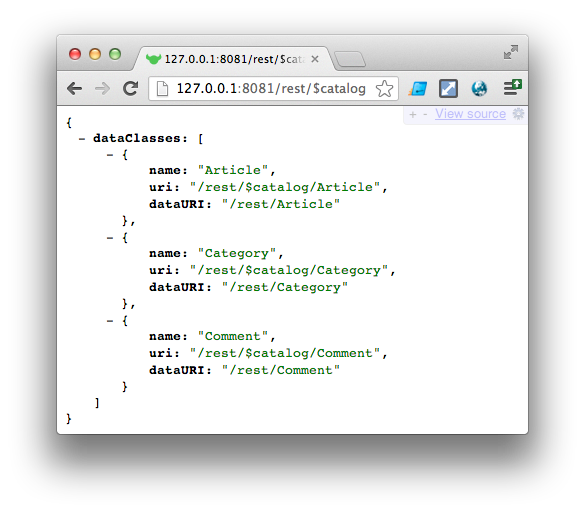 127.0.0.1:8081/rest/$cata
127.0.0.1:8081/rest/$catalog
+ - View source
{
− dataClasses: [
− {
name: "Article",
uri: "/rest/$catalog/Article",
dataURI: "/rest/Article"
},
− {
name: "Category",
uri: "/rest/$catalog/Category",
dataURI: "/rest/Category"
},
− {
name: "Comment",
uri: "/rest/$catalog/Comment",
dataURI: "/rest/Comment"
}
]
}